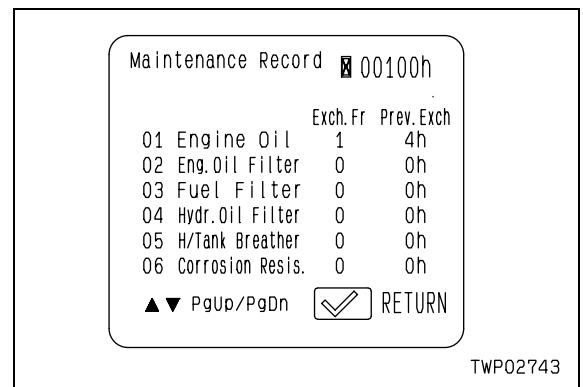 Maintenance Record ⧗ 00100h
Exch.Fr Prev.Exch
01 Engine Oil 1 4h
02 Eng.Oil Filter 0 0h
03 Fuel Filter 0 0h
04 Hydr.Oil Filter 0 0h
05 H/Tank Breather 0 0h
06 Corrosion Resis. 0 0h
▲▼ PgUp/PgDn ✓ RETURN
TWP02743